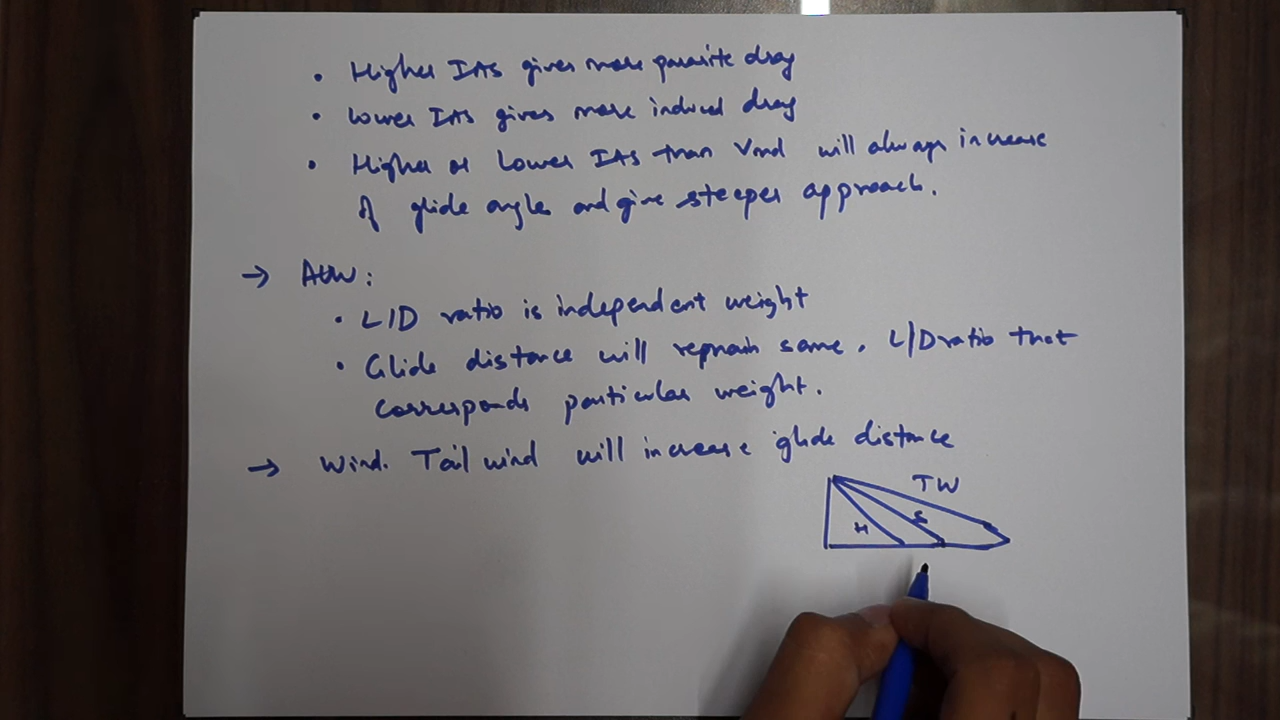 • Higher IAS gives more parasite drag
• Lower IAS gives more induced drag
• Higher or Lower IAS than Vmd will always increase
of glide angles and give steeper approach.
→ AUW:
• L/D ratio is independent weight
• Glide distance will remain same. L/D ratio that
corresponds particular weight.
→ Wind. Tail wind will increase glide distance
TW
S
H